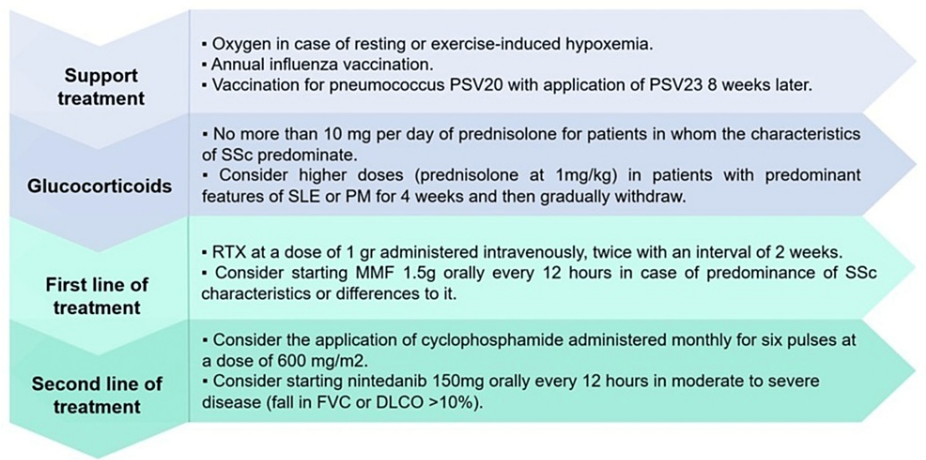 Support
treatment
▪ Oxygen in case of resting or exercise-induced hypoxemia.
▪ Annual influenza vaccination.
▪ Vaccination for pneumococcus PSV20 with application of PSV23 8 weeks later.
Glucocorticoids
▪ No more than 10 mg per day of prednisolone for patients in whom the characteristics
of SSc predominate.
▪ Consider higher doses (prednisolone at 1mg/kg) in patients with predominant
features of SLE or PM for 4 weeks and then gradually withdraw.
First line of
treatment
▪ RTX at a dose of 1 gr administered intravenously, twice with an interval of 2 weeks.
▪ Consider starting MMF 1.5g orally every 12 hours in case of predominance of SSc
characteristics or differences to it.
Second line of
treatment
▪ Consider the application of cyclophosphamide administered monthly for six pulses at
a dose of 600 mg/m2.
▪ Consider starting nintedanib 150mg orally every 12 hours in moderate to severe
disease (fall in FVC or DLCO >10%).